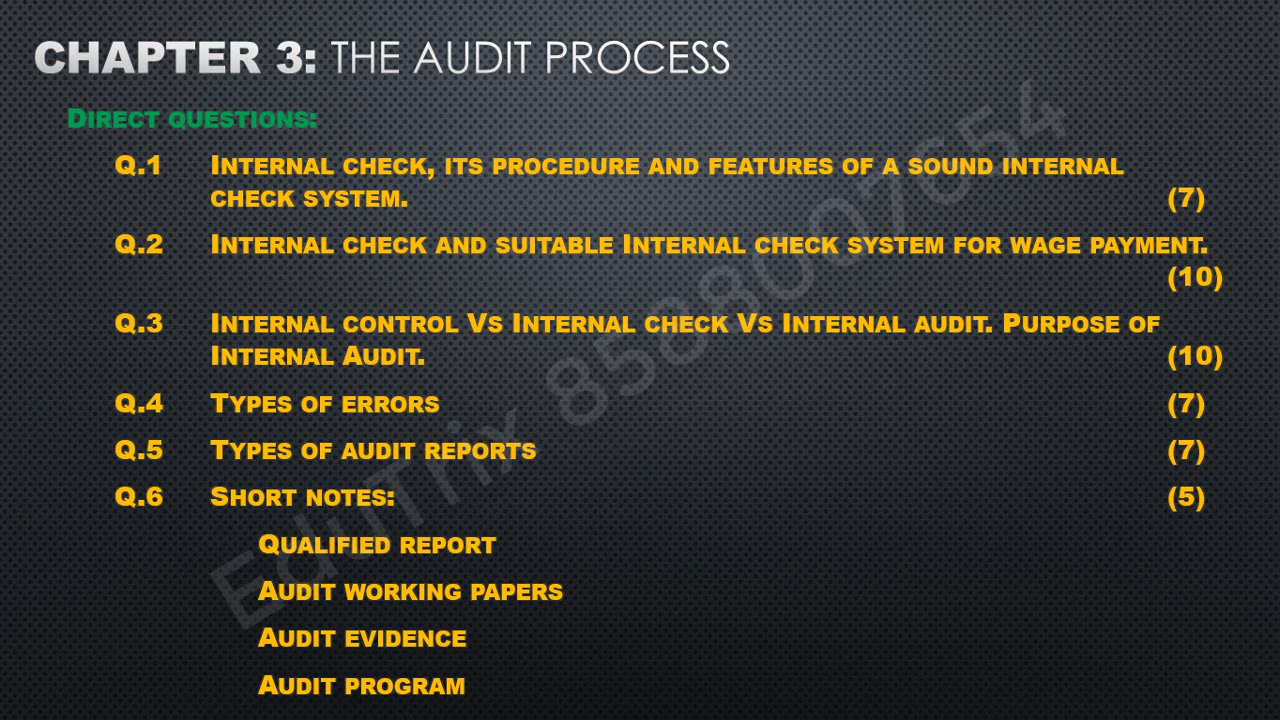 CHAPTER 3: THE AUDIT PROCESS
DIRECT QUESTIONS:
Q.1 INTERNAL CHECK, ITS PROCEDURE AND FEATURES OF A SOUND INTERNAL
CHECK SYSTEM. (7)
Q.2 INTERNAL CHECK AND SUITABLE INTERNAL CHECK SYSTEM FOR WAGE PAYMENT.
(10)
Q.3 INTERNAL CONTROL VS INTERNAL CHECK VS INTERNAL AUDIT. PURPOSE OF
INTERNAL AUDIT. (10)
Q.4 TYPES OF ERRORS (7)
Q.5 TYPES OF AUDIT REPORTS (7)
Q.6 SHORT NOTES: (5)
QUALIFIED REPORT
AUDIT WORKING PAPERS
AUDIT EVIDENCE
AUDIT PROGRAM
EduTrix